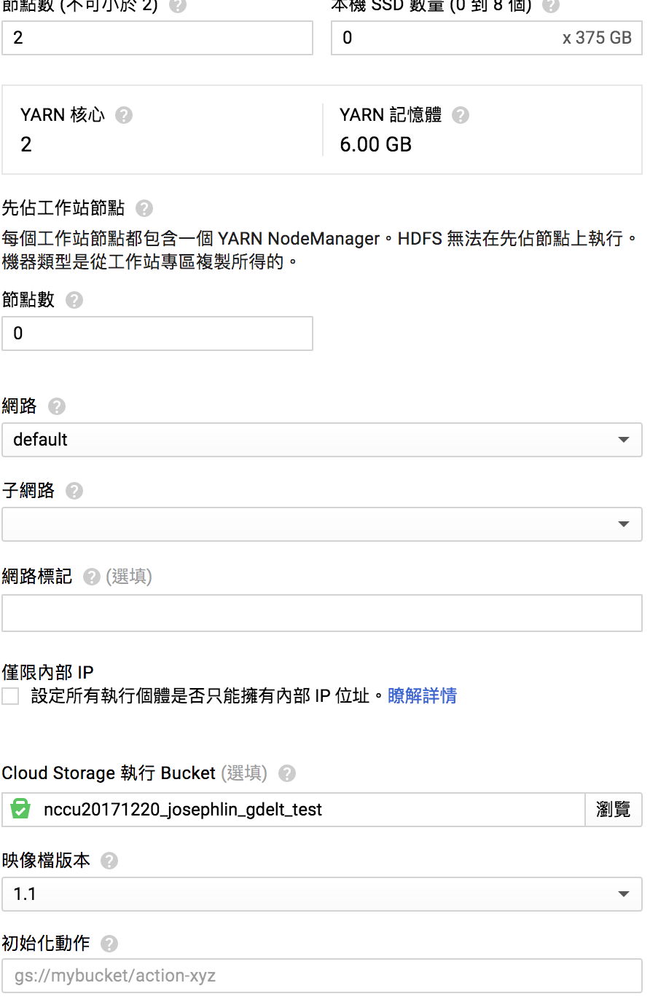 節點數 (不可小於 2)
本機 SSD 數量 (0 到 8 個)
2
0 x 375 GB
YARN 核心
YARN 記憶體
2
6.00 GB
先佔工作站節點
每個工作站節點都包含一個 YARN NodeManager。HDFS 無法在先佔節點上執行。
機器類型是從工作站專區複製所得的。
節點數
0
網路
default
子網路
網路標記 (選填)
僅限內部 IP
設定所有執行個體是否只能擁有內部 IP 位址。瞭解詳情
Cloud Storage 執行 Bucket (選填)
nccu20171220_josephlin_gdelt_test 瀏覽
映像檔版本
1.1
初始化動作
gs://mybucket/action-xyz